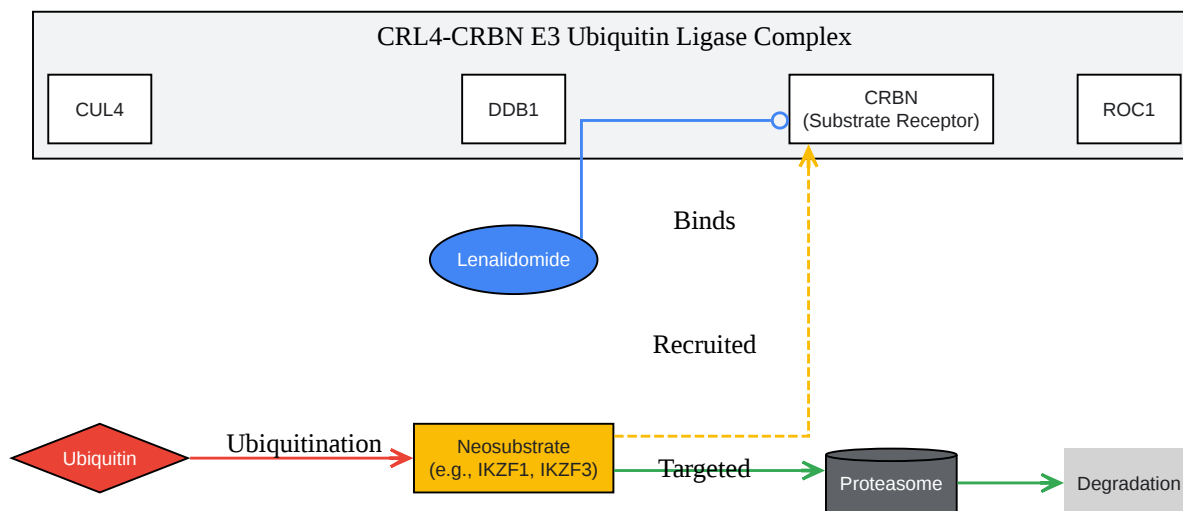 CRL4-CRBN E3 Ubiquitin Ligase Complex
CUL4
DDB1
CRBN
(Substrate Receptor)
ROC1
Binds
Lenalidomide
Recruited
Ubiquitin
Ubiquitination
Neosubstrate
(e.g., IKZF1, IKZF3)
Targeted
Proteasome
Degradation